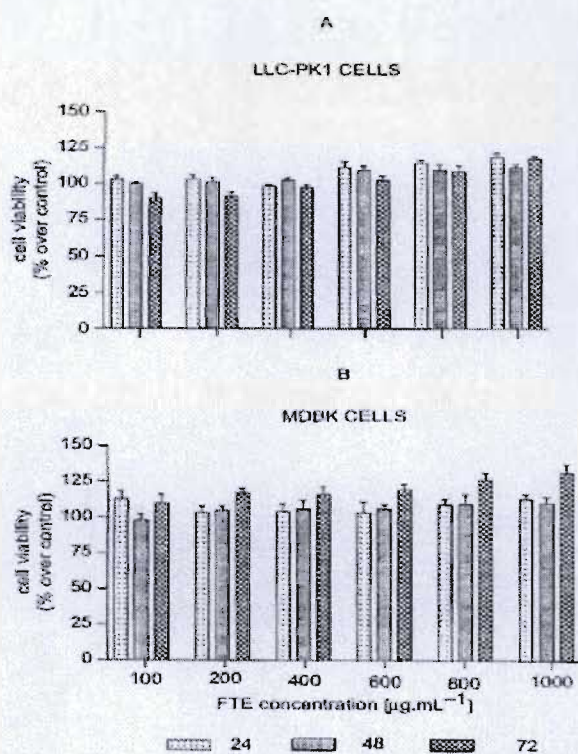 A
LLC-PK1 CELLS
150
125
100
75
50
25
0
cell viability
(% over control)
B
MDBK CELLS
150
125
100
75
50
25
0
cell viability
(% over control)
100 200 400 600 800 1000
FTE concentration [µg.mL⁻¹]
24 48 72